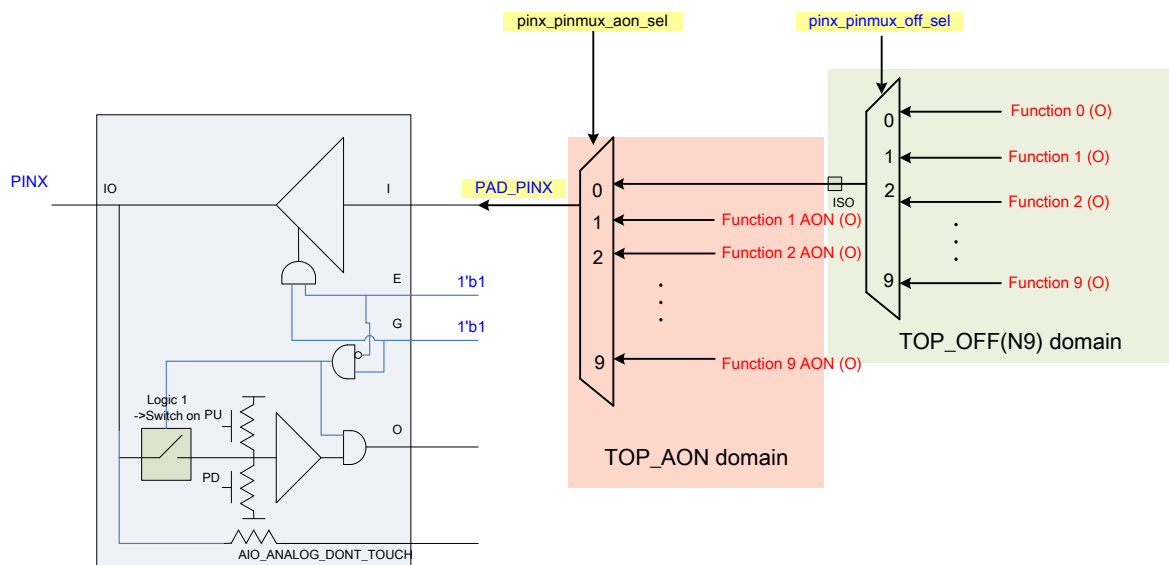 pinx_pinmux_aon_sel
pinx_pinmux_off_sel
PINX
IO
I
PAD_PINX
E
1'b1
G
1'b1
Logic 1
->Switch on
PU
PD
O
AIO_ANALOG_DONT_TOUCH
0
1
2
9
Function 1 AON (O)
Function 2 AON (O)
Function 9 AON (O)
TOP_AON domain
ISO
0
1
2
9
Function 0 (O)
Function 1 (O)
Function 2 (O)
Function 9 (O)
TOP_OFF(N9) domain